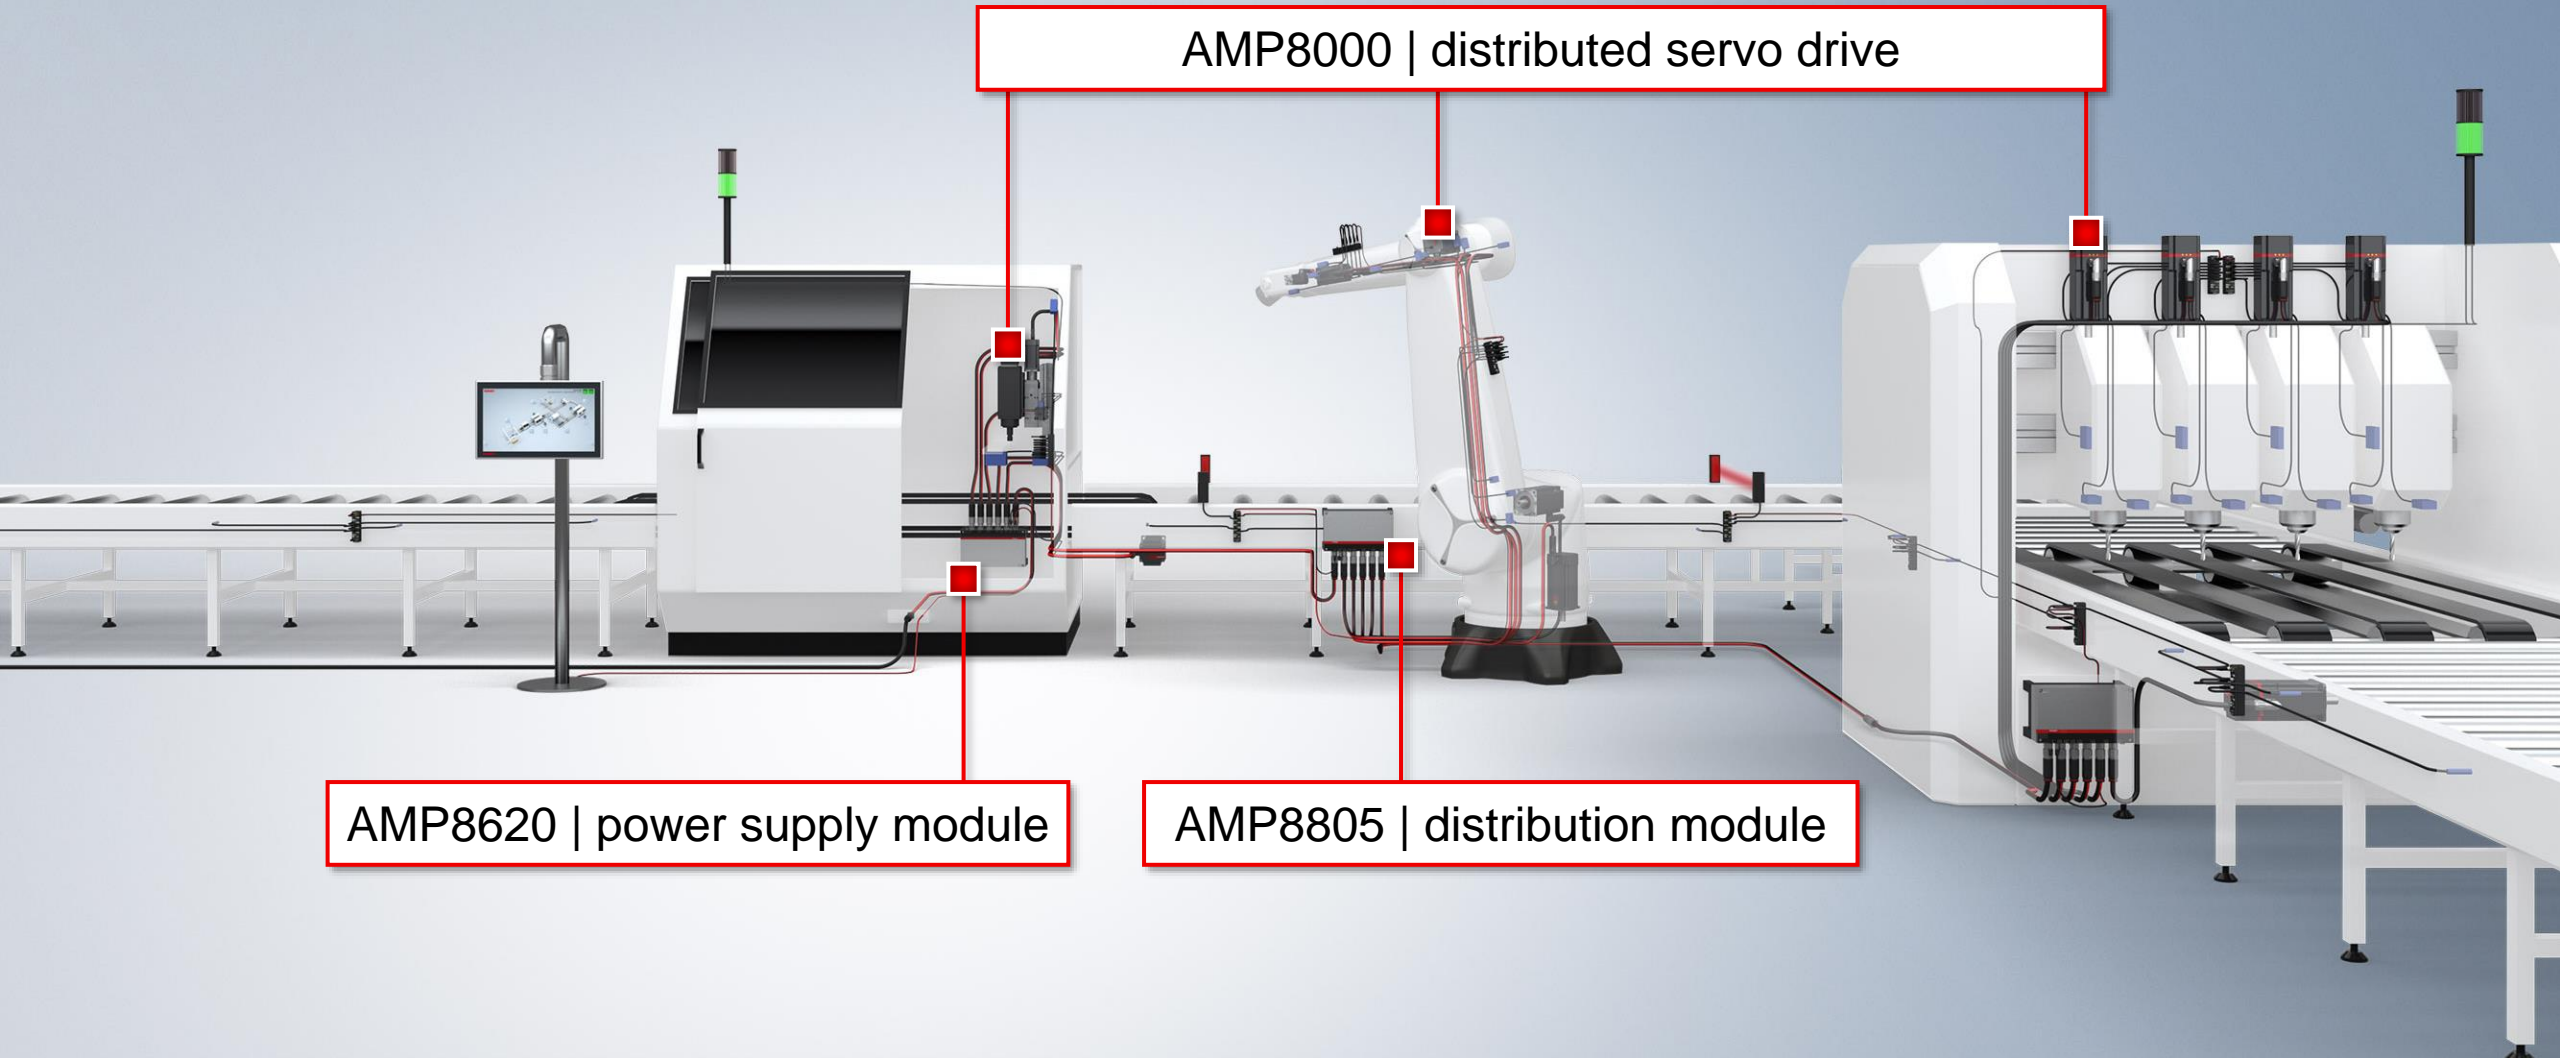 AMP8000 | distributed servo drive
AMP8620 | power supply module
AMP8805 | distribution module